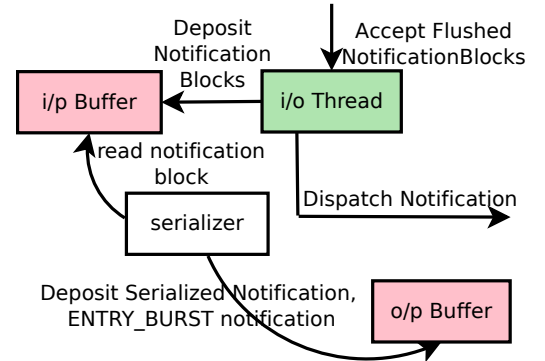 Deposit
Notification
Blocks
Accept Flushed
NotificationBlocks
i/p Buffer
i/o Thread
read notification
block
Dispatch Notification
serializer
Deposit Serialized Notification,
ENTRY_BURST notification
o/p Buffer